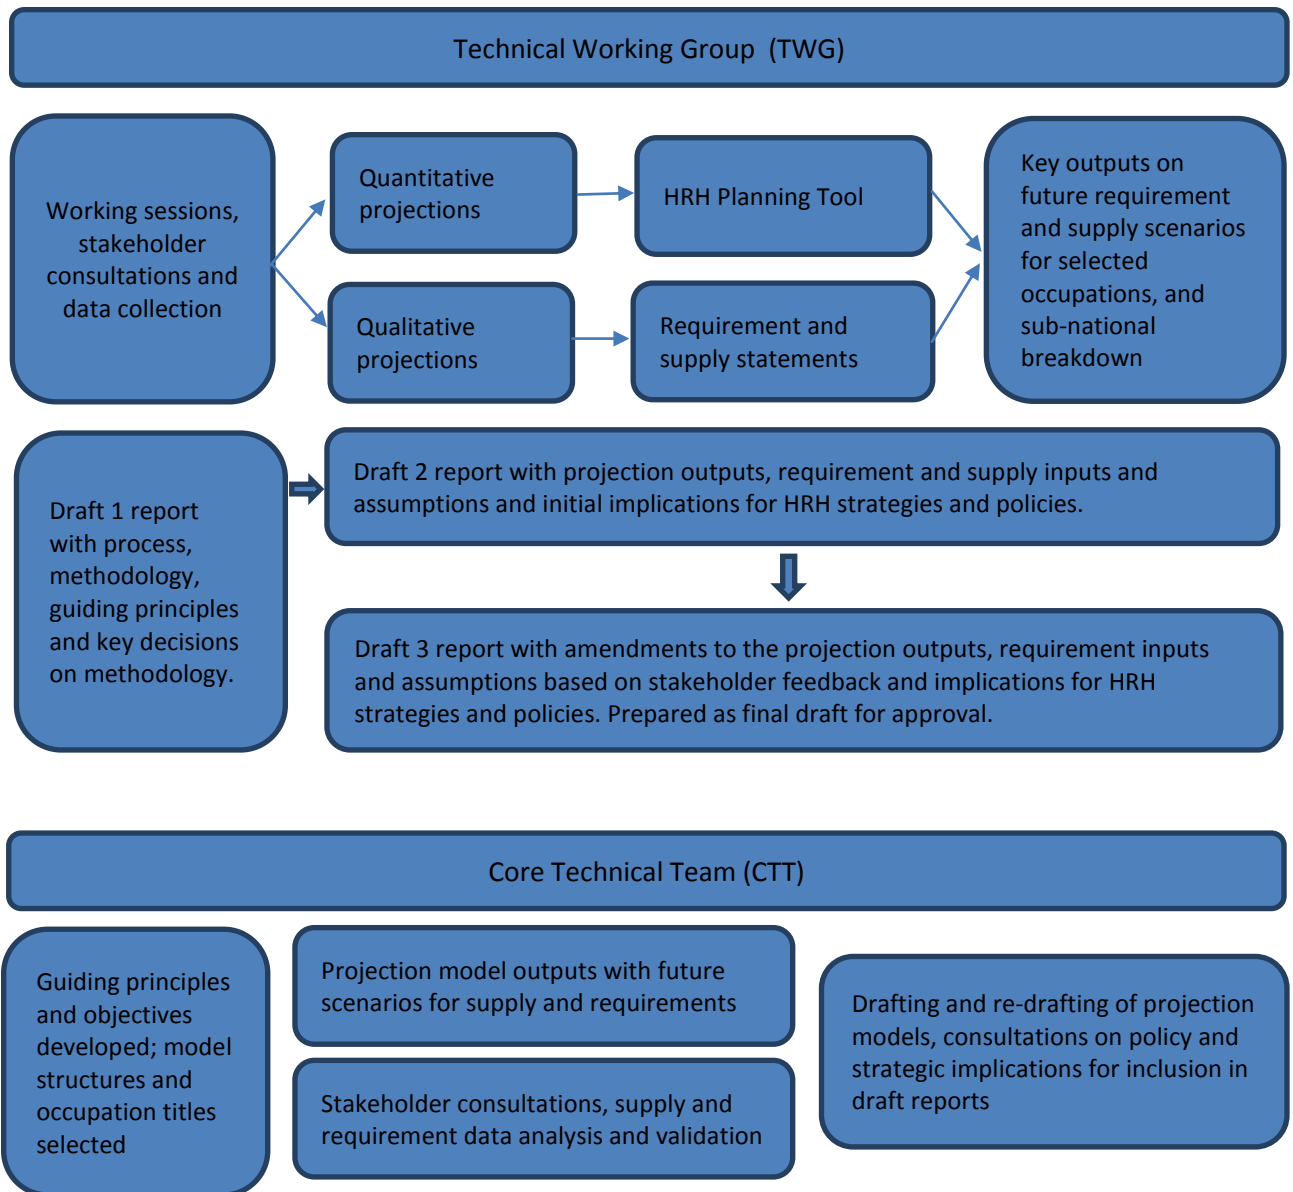 Technical Working Group  (TWG)
Working sessions,
stakeholder
consultations and
data collection
Quantitative
projections
HRH Planning Tool
Qualitative
projections
Requirement and
supply statements
Key outputs on
future requirement
and supply scenarios
for selected
occupations, and
sub-national
breakdown
Draft 1 report
with process,
methodology,
guiding principles
and key decisions
on methodology.
Draft 2 report with projection outputs, requirement and supply inputs and
assumptions and initial implications for HRH strategies and policies.
Draft 3 report with amendments to the projection outputs, requirement inputs
and assumptions based on stakeholder feedback and implications for HRH
strategies and policies. Prepared as final draft for approval.
Core Technical Team (CTT)
Guiding principles
and objectives
developed; model
structures and
occupation titles
selected
Projection model outputs with future
scenarios for supply and requirements
Stakeholder consultations, supply and
requirement data analysis and validation
Drafting and re-drafting of projection
models, consultations on policy and
strategic implications for inclusion in
draft reports